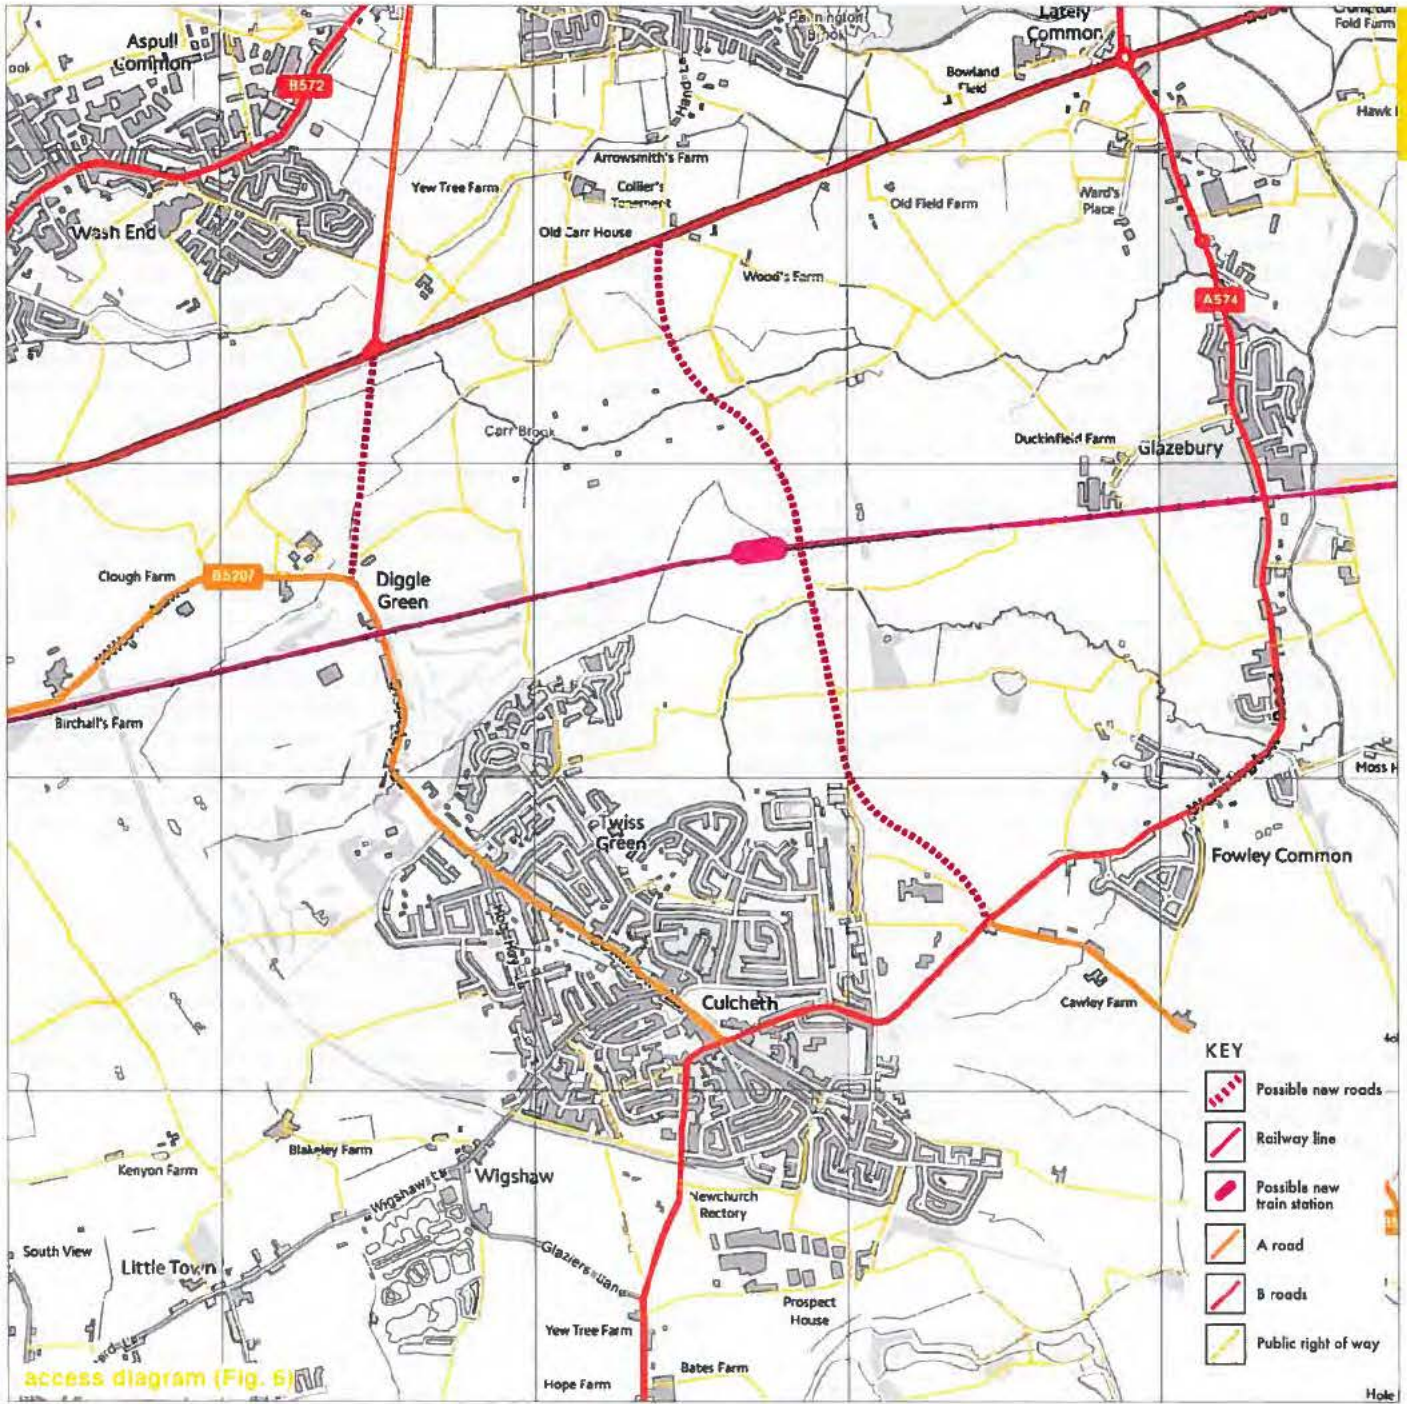 Aspull
Common
B572
Pennington
Brook
Lately
Common
Fold Farm
Bowland
Field
Hawk
Arrowsmith's Farm
Yew Tree Farm
Collier's
Tenement
Ward's
Place
Old Field Farm
Wash End
Old Carr House
Wood's Farm
A574
Carr Brook
Duckinfield Farm
Glazebury
Clough Farm
B5207
Diggle
Green
Birchall's Farm
Moss H
Twiss
Green
Fowley Common
Culcheth
Cawley Farm
KEY
Possible new roads
Railway line
Possible new
train station
A road
B roads
Public right of way
Blakeley Farm
Kenyon Farm
Wigshaw
Newchurch
Rectory
South View
Little Town
Prospect
House
Yew Tree Farm
Bates Farm
Hope Farm
Hole
access diagram (Fig. 6)